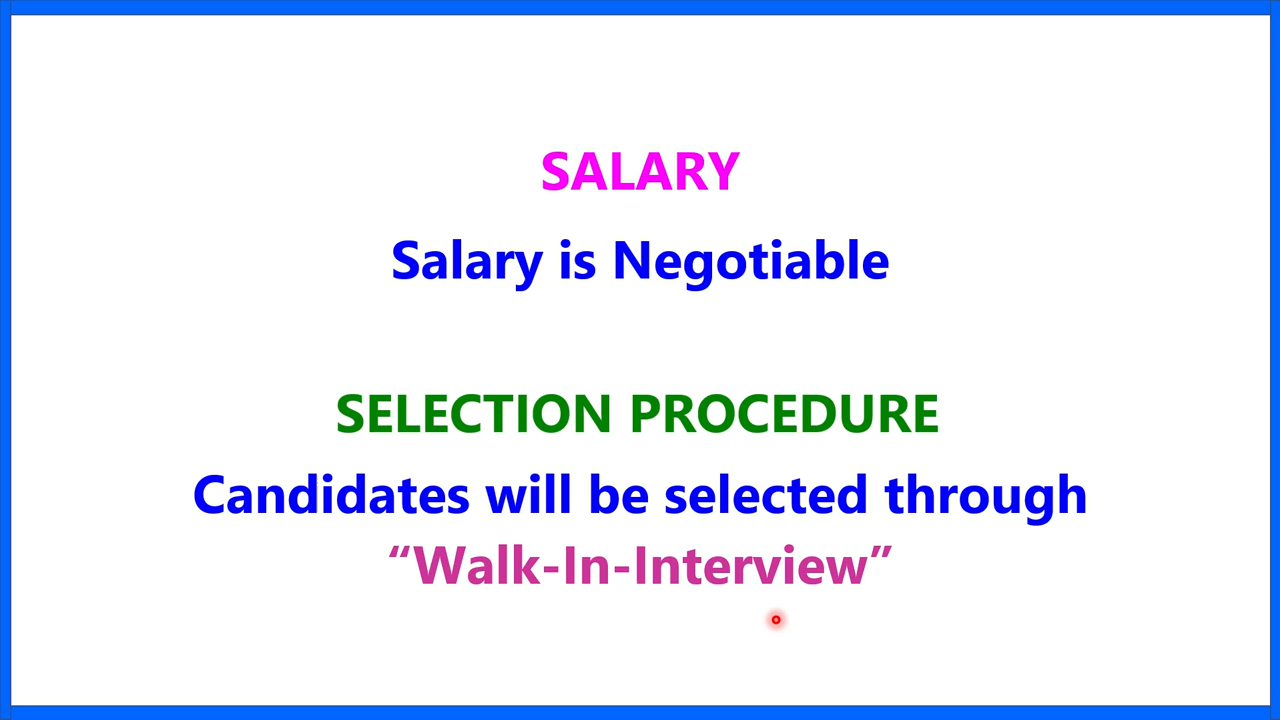 SALARY
Salary is Negotiable
SELECTION PROCEDURE
Candidates will be selected through
“Walk-In-Interview”